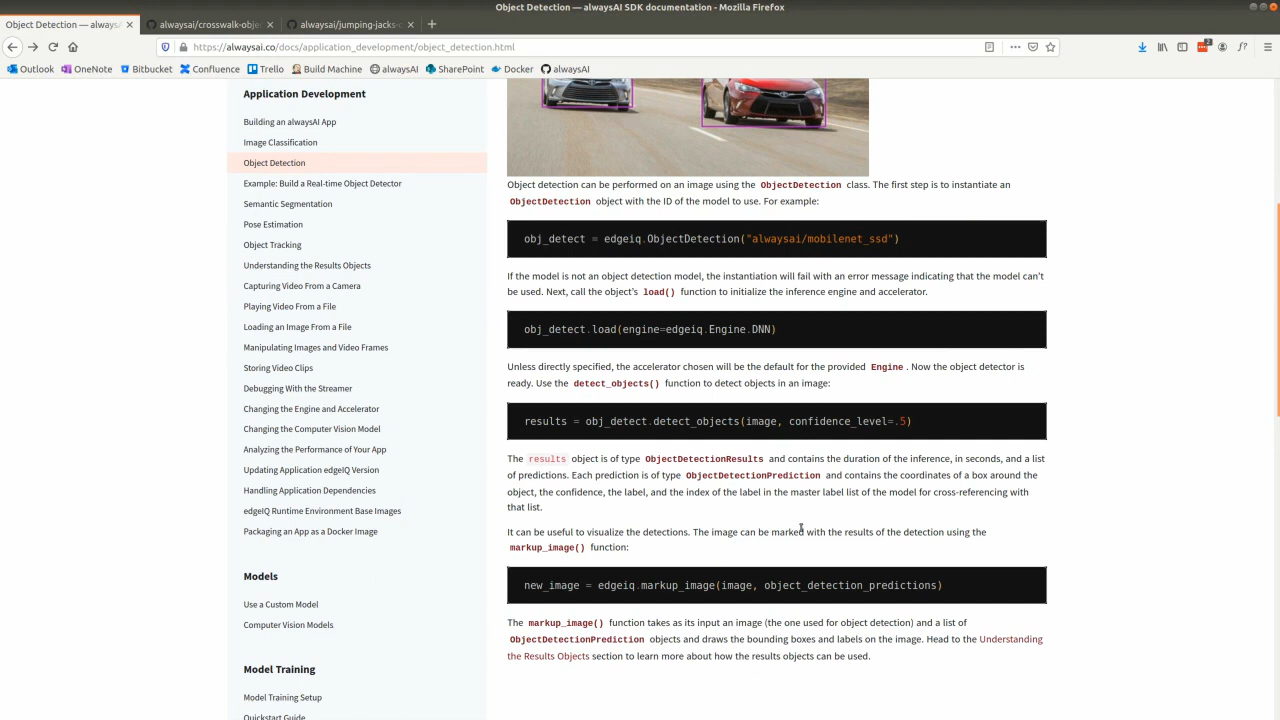 Object Detection — alwaysAI SDK documentation - Mozilla Firefox
Object Detection — always
alwaysai/crosswalk-obje
alwaysai/jumping-jacks-c
https://alwaysai.co/docs/application_development/object_detection.html
Outlook OneNote Bitbucket Confluence Trello Build Machine alwaysAI SharePoint Docker alwaysAI
Application Development
Building an alwaysAI App
Image Classification
Object Detection
Example: Build a Real-time Object Detector
Semantic Segmentation
Pose Estimation
Object Tracking
Understanding the Results Objects
Capturing Video From a Camera
Playing Video From a File
Loading an Image From a File
Manipulating Images and Video Frames
Storing Video Clips
Debugging With the Streamer
Changing the Engine and Accelerator
Changing the Computer Vision Model
Analyzing the Performance of Your App
Updating Application edgeIQ Version
Handling Application Dependencies
edgeIQ Runtime Environment Base Images
Packaging an App as a Docker Image
Models
Use a Custom Model
Computer Vision Models
Model Training
Model Training Setup
Quickstart Guide
Object detection can be performed on an image using the ObjectDetection class. The first step is to instantiate an
ObjectDetection object with the ID of the model to use. For example:
obj_detect = edgeiq.ObjectDetection("alwaysai/mobilenet_ssd")
If the model is not an object detection model, the instantiation will fail with an error message indicating that the model can't
be used. Next, call the object's load() function to initialize the inference engine and accelerator.
obj_detect.load(engine=edgeiq.Engine.DNN)
Unless directly specified, the accelerator chosen will be the default for the provided Engine . Now the object detector is
ready. Use the detect_objects() function to detect objects in an image:
results = obj_detect.detect_objects(image, confidence_level=.5)
The results object is of type ObjectDetectionResults and contains the duration of the inference, in seconds, and a list
of predictions. Each prediction is of type ObjectDetectionPrediction and contains the coordinates of a box around the
object, the confidence, the label, and the index of the label in the master label list of the model for cross-referencing with
that list.
It can be useful to visualize the detections. The image can be marked with the results of the detection using the
markup_image() function:
new_image = edgeiq.markup_image(image, object_detection_predictions)
The markup_image() function takes as its input an image (the one used for object detection) and a list of
ObjectDetectionPrediction objects and draws the bounding boxes and labels on the image. Head to the Understanding
the Results Objects section to learn more about how the results objects can be used.